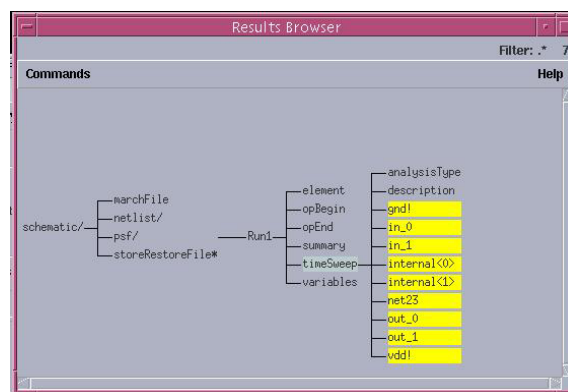 Results Browser
Filter: .* 7
Commands Help
schematic/
marchFile
netlist/
psf/
storeRestoreFile*
Run1
element
opBegin
opEnd
summary
timeSweep
variables
analysisType
description
gnd!
in_0
in_1
internal<0>
internal<1>
net23
out_0
out_1
vdd!